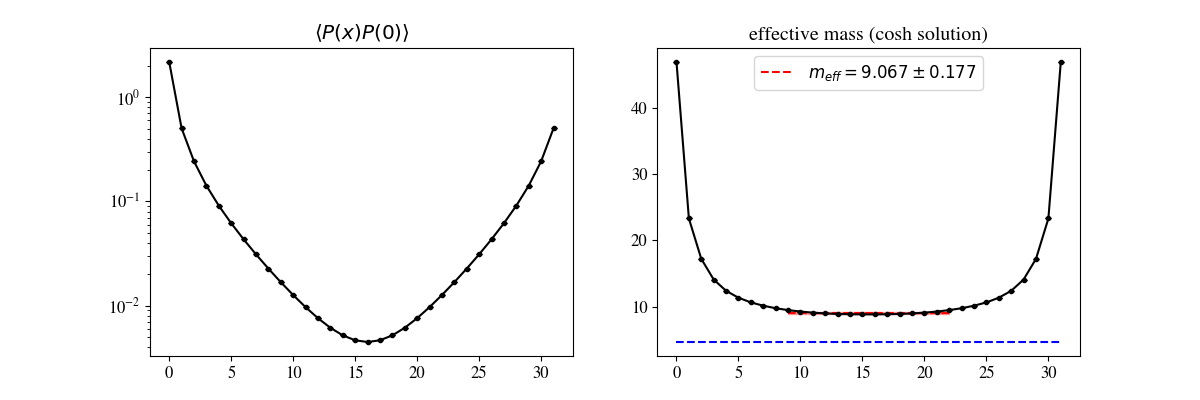 ⟨P(x)P(0)⟩
10⁰
10⁻¹
10⁻²
0 5 10 15 20 25 30
effective mass (cosh solution)
m_eff = 9.067 ± 0.177
40
30
20
10
0 5 10 15 20 25 30